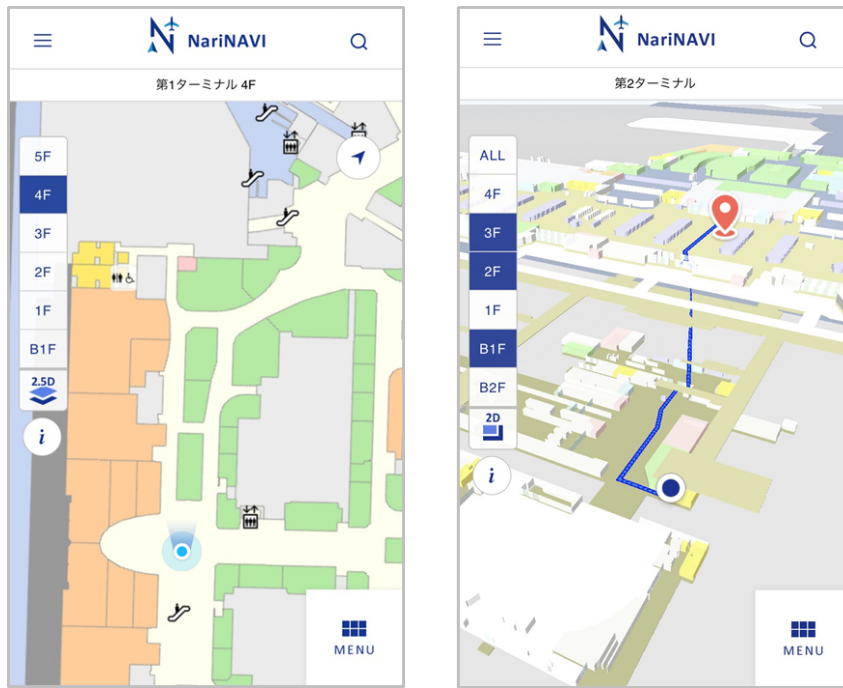 NariNAVI
第1ターミナル 4F
5F
4F
3F
2F
1F
B1F
2.5D
i
MENU
NariNAVI
第2ターミナル
ALL
4F
3F
2F
1F
B1F
B2F
2D
i
MENU